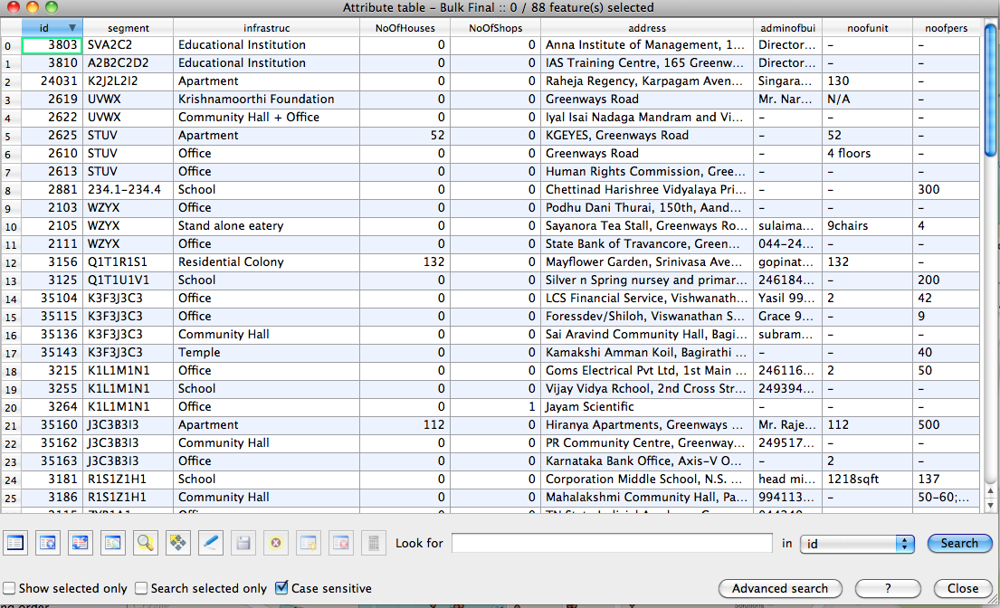 Attribute table - Bulk Final :: 0 / 88 feature(s) selected
id segment infrastruc NoOfHouses NoOfShops address adminofbui noofunit noofpers
0 3803 SVA2C2 Educational Institution 0 0 Anna Institute of Management, 1... Director... – –
1 3810 A2B2C2D2 Educational Institution 0 0 IAS Training Centre, 165 Greenw... Director... – –
2 24031 K2J2L2I2 Apartment 0 0 Raheja Regency, Karpagam Aven... Singara... 130 –
3 2619 UVWX Krishnamoorthi Foundation 0 0 Greenways Road Mr. Nar... N/A –
4 2622 UVWX Community Hall + Office 0 0 Iyal Isai Nadaga Mandram and Vi... – – –
5 2625 STUV Apartment 52 0 KGEYES, Greenways Road – 52 –
6 2610 STUV Office 0 0 Greenways Road – 4 floors –
7 2613 STUV Office 0 0 Human Rights Commission, Gree... – – –
8 2881 234.1-234.4 School 0 0 Chettinad Harishree Vidyalaya Pri... – – 300
9 2103 WZYX Office 0 0 Podhu Dani Thurai, 150th, Aand... – – –
10 2105 WZYX Stand alone eatery 0 0 Sayanora Tea Stall, Greenways Ro... sulaima... 9chairs 4
11 2111 WZYX Office 0 0 State Bank of Travancore, Green... 044-24... – –
12 3156 Q1T1R1S1 Residential Colony 132 0 Mayflower Garden, Srinivasa Ave... gopinat... 132 –
13 3125 Q1T1U1V1 School 0 0 Silver n Spring nursey and primar... 246184... – 200
14 35104 K3F3J3C3 Office 0 0 LCS Financial Service, Vishwanath... Yasil 99... 2 42
15 35115 K3F3J3C3 Office 0 0 Foressdev/Shiloh, Viswanathan S... Grace 9... – 9
16 35136 K3F3J3C3 Community Hall 0 0 Sai Aravind Community Hall, Bagi... subram... – –
17 35143 K3F3J3C3 Temple 0 0 Kamakshi Amman Koil, Bagirathi ... – – 40
18 3215 K1L1M1N1 Office 0 0 Goms Electrical Pvt Ltd, 1st Main ... 246116... 2 50
19 3255 K1L1M1N1 School 0 0 Vijay Vidya Rchool, 2nd Cross Str... 249394... – –
20 3264 K1L1M1N1 Office 0 1 Jayam Scientific – – –
21 35160 J3C3B3I3 Apartment 112 0 Hiranya Apartments, Greenways ... Mr. Raje... 112 500
22 35162 J3C3B3I3 Community Hall 0 0 PR Community Centre, Greenway... 249517... – –
23 35163 J3C3B3I3 Office 0 0 Karnataka Bank Office, Axis-V O... – 2 –
24 3181 R1S1Z1H1 School 0 0 Corporation Middle School, N.S. ... head mi... 1218sqft 137
25 3186 R1S1Z1H1 Community Hall 0 0 Mahalakshmi Community Hall, Pa... 994113... – 50-60;...
Look for in id Search
Show selected only Search selected only Case sensitive Advanced search ? Close